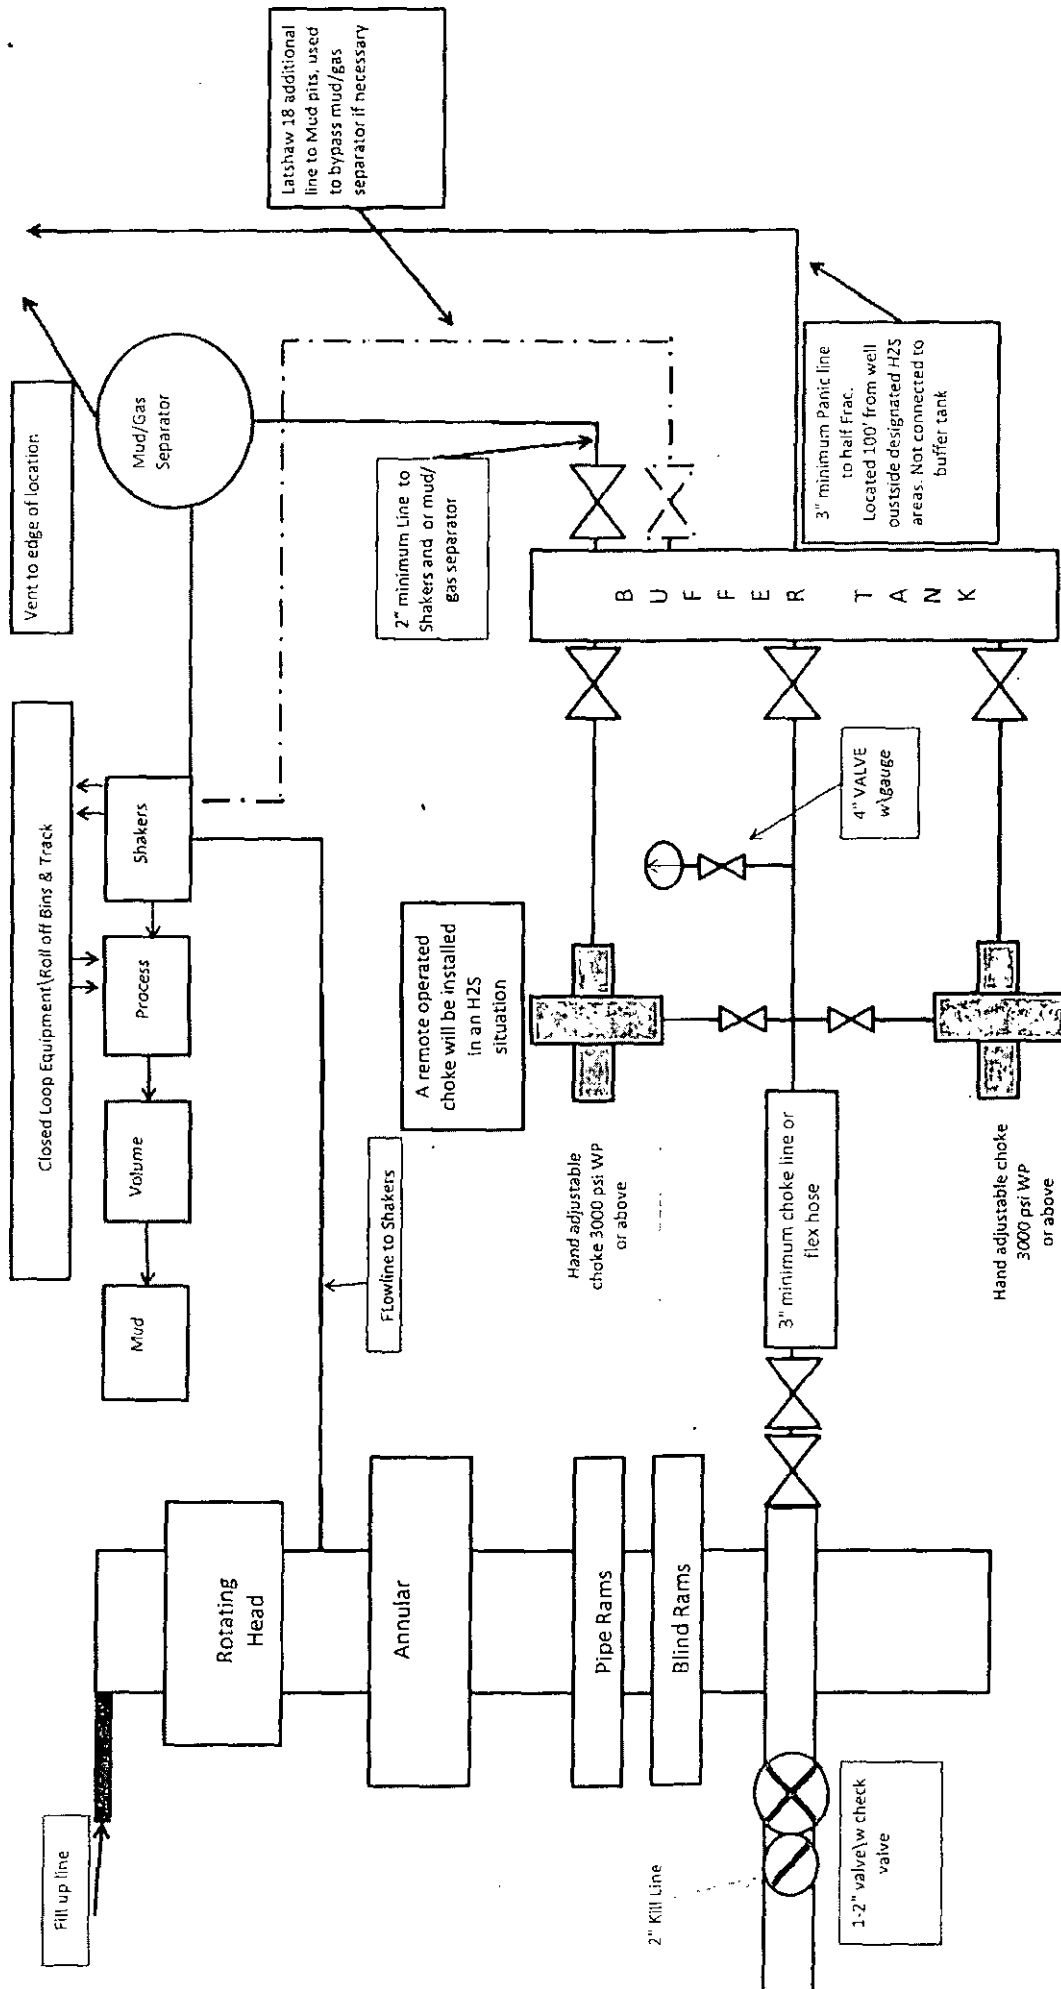 Fill up line
Rotating
Head
Annular
Pipe Rams
Blind Rams
2" Kill Line
1-2" valve\w check
valve
Mud
Volume
Process
Shakers
Closed Loop Equipment\Roll off Bins & Track
Vent to edge of location
Mud/Gas
Separator
Latshaw 18 additional
line to Mud pits, used
to bypass mud/gas
separator if necessary
FLowline to Shakers
A remote operated
choke will be installed
in an H2S
situation
2" minimum Line to
Shakers and or mud/
gas separator
Hand adjustable
choke 3000 psi WP
or above
3" minimum choke line or
flex hose
4" VALVE
w\gauge
Hand adjustable choke
3000 psi WP
or above
BUFFER TANK
3" minimum Panic line
to half Frac.
Located 100' from well
oustside designated H2S
areas. Not connected to
buffer tank